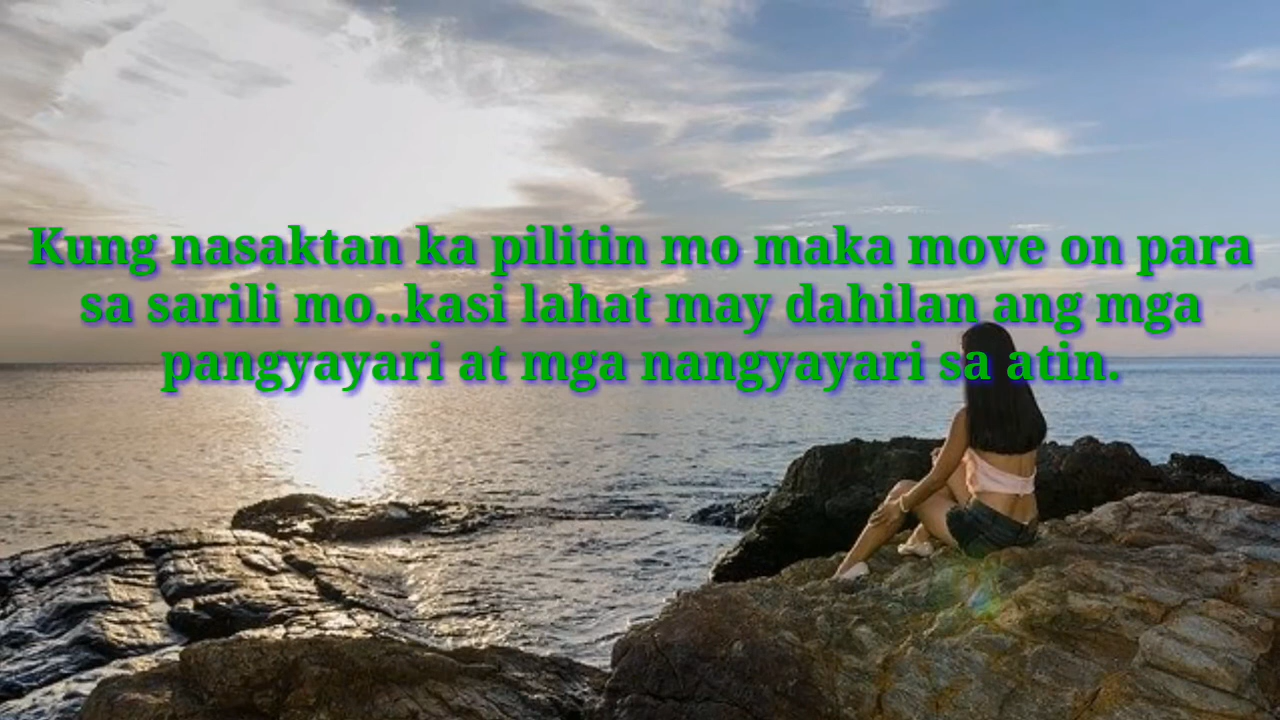 Kung nasaktan ka pilitin mo maka move on para
sa sarili mo..kasi lahat may dahilan ang mga
pangyayari at mga nangyayari sa atin.